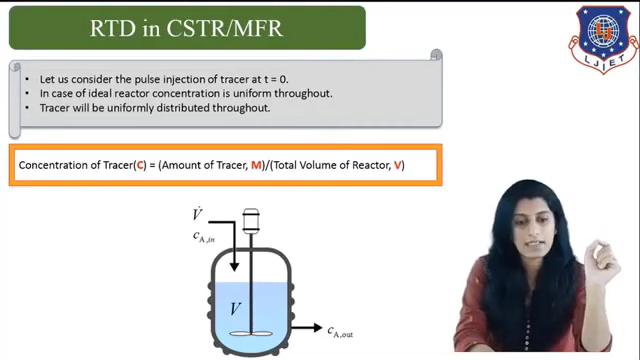 RTD in CSTR/MFR
LJIET
• Let us consider the pulse injection of tracer at t = 0.
• In case of ideal reactor concentration is uniform throughout.
• Tracer will be uniformly distributed throughout.
Concentration of Tracer(C) = (Amount of Tracer, M)/(Total Volume of Reactor, V)
V̇
cA,in
V
cA,out